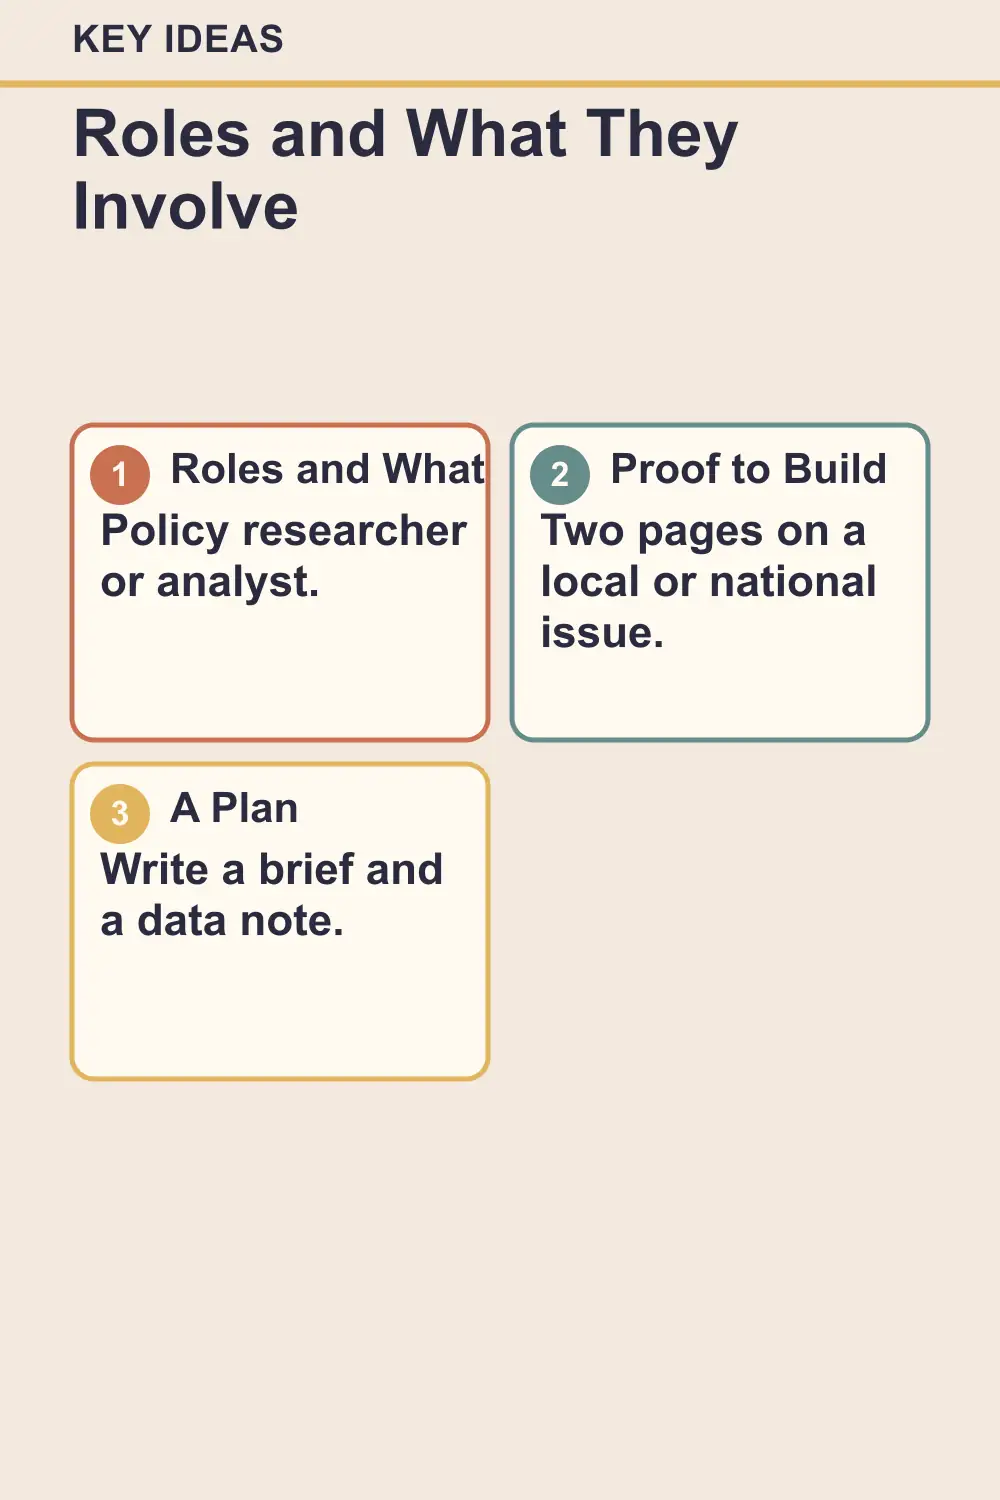 KEY IDEAS
Roles and What They
Involve
1
Roles and What
Policy researcher
or analyst.
2
Proof to Build
Two pages on a
local or national
issue.
3
A Plan
Write a brief and
a data note.